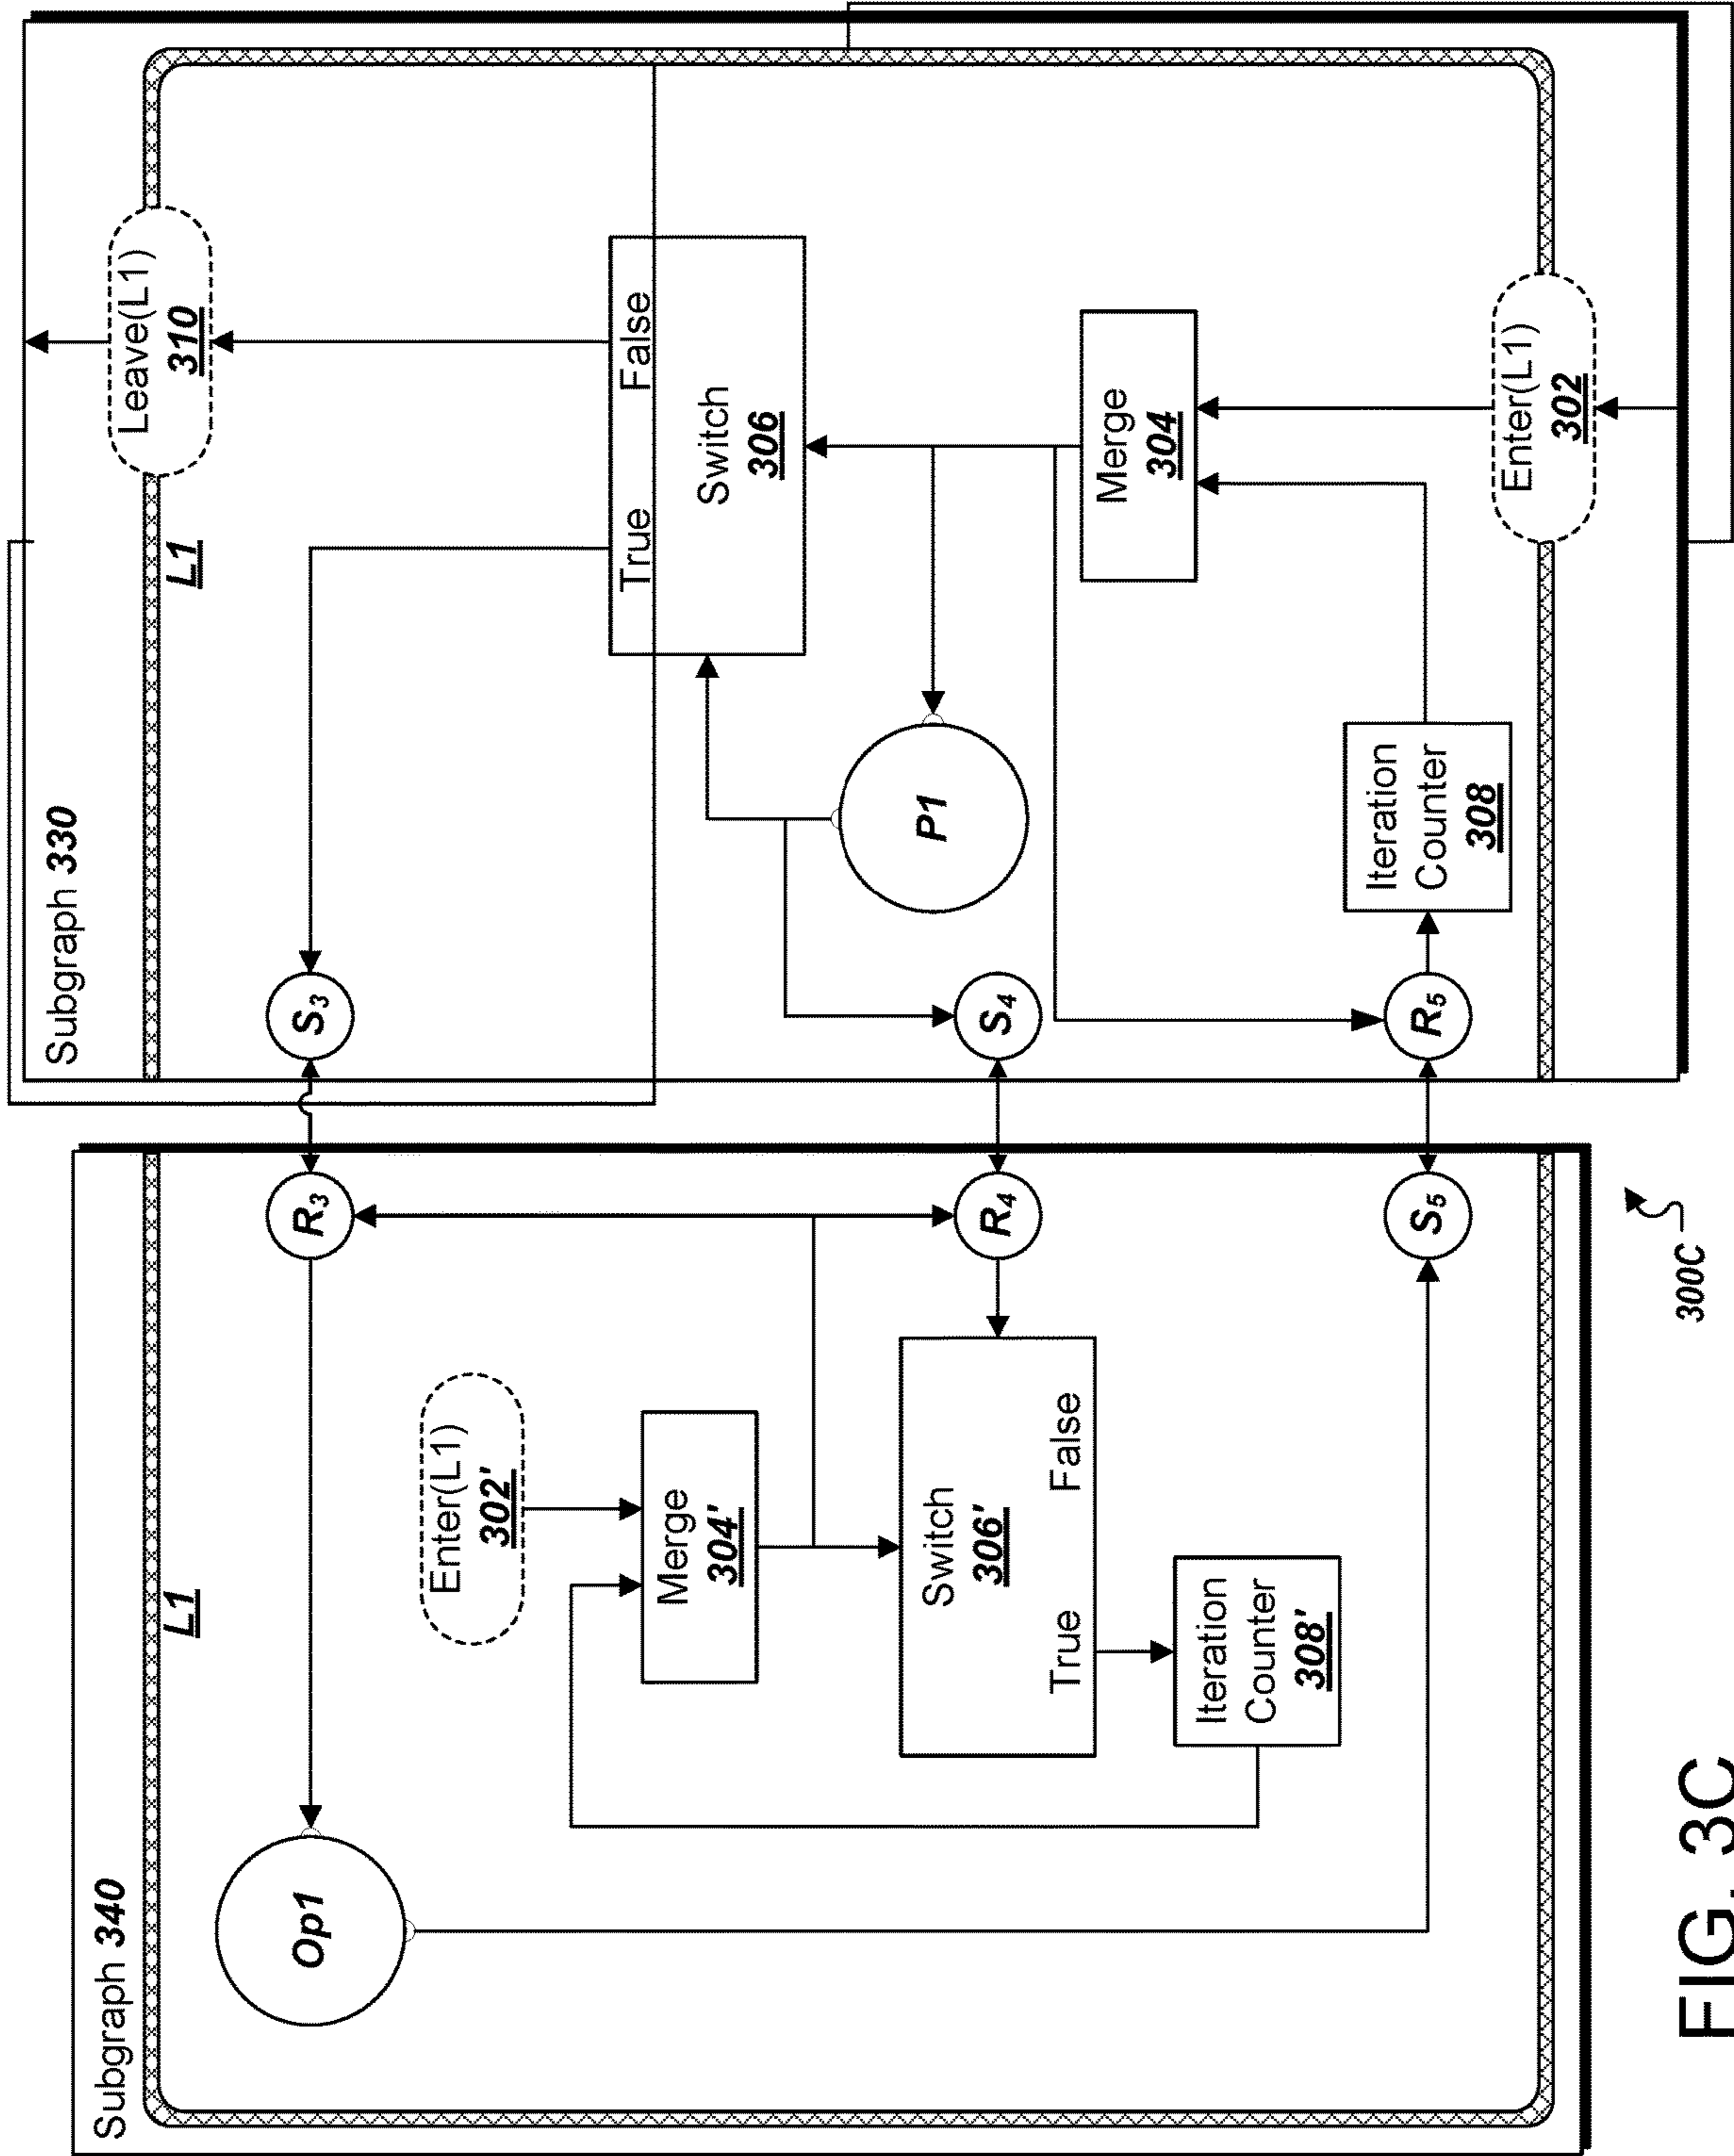 Subgraph 340
L1
Op1
R3
Enter(L1)
302'
Merge
304'
Switch
306'
True
False
R4
Iteration
Counter
308'
S5
Subgraph 330
L1
Leave(L1)
310
S3
True
False
Switch
306
P1
S4
Merge
304
Iteration
Counter
308
R5
Enter(L1)
302
300C
FIG. 3C